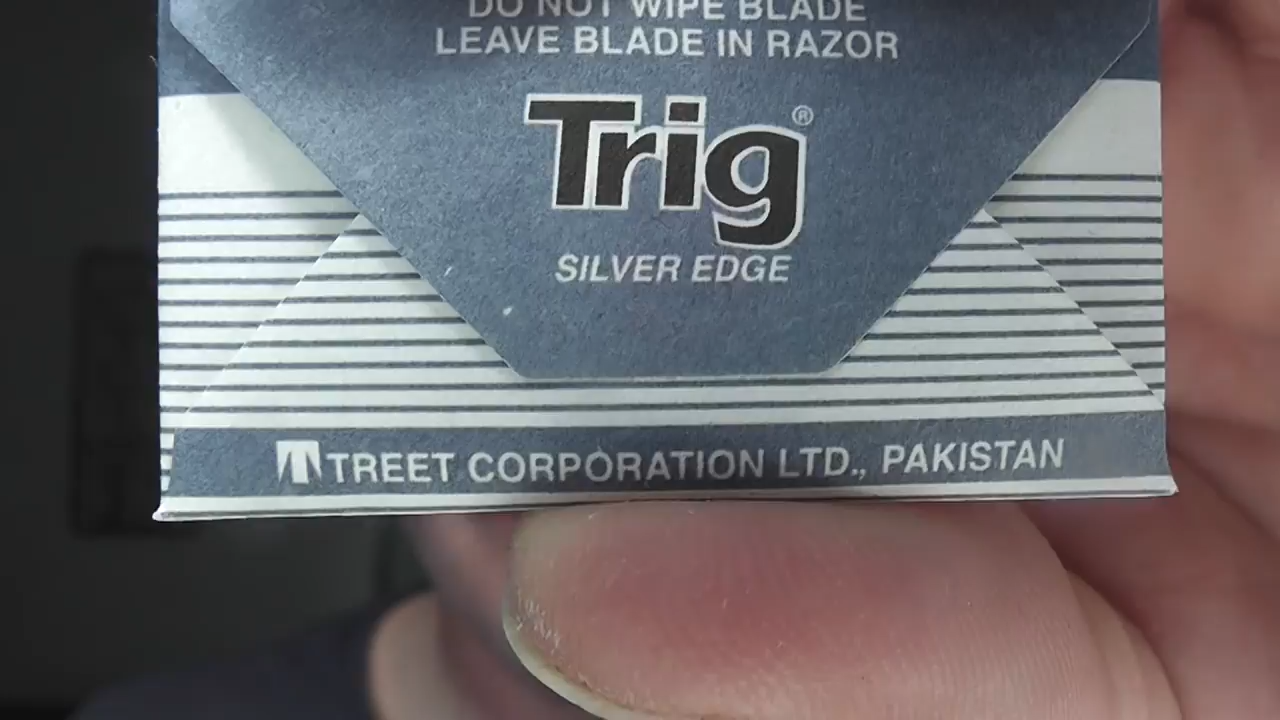 DO NOT WIPE BLADE
LEAVE BLADE IN RAZOR
Trig®
SILVER EDGE
TREET CORPORATION LTD., PAKISTAN